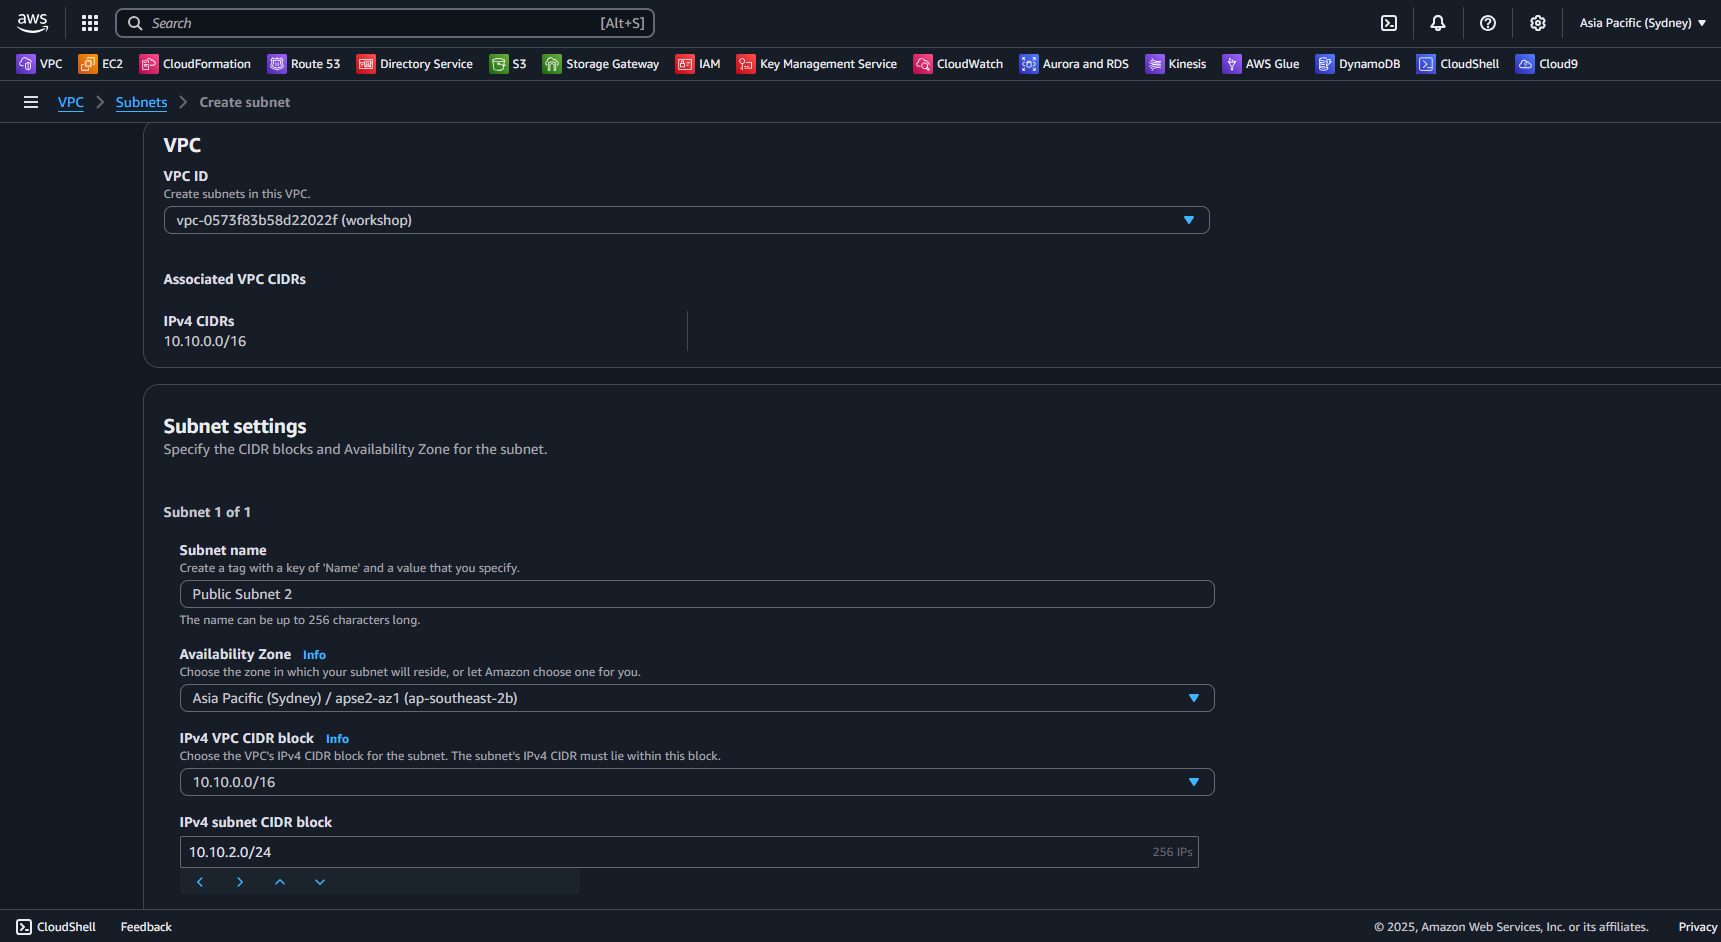 aws Search [Alt+S] Asia Pacific (Sydney)
VPC EC2 CloudFormation Route 53 Directory Service S3 Storage Gateway IAM Key Management Service CloudWatch Aurora and RDS Kinesis AWS Glue DynamoDB CloudShell Cloud9
VPC Subnets Create subnet
VPC
VPC ID
Create subnets in this VPC.
vpc-0573f83b58d22022f (workshop)
Associated VPC CIDRs
IPv4 CIDRs
10.10.0.0/16
Subnet settings
Specify the CIDR blocks and Availability Zone for the subnet.
Subnet 1 of 1
Subnet name
Create a tag with a key of 'Name' and a value that you specify.
Public Subnet 2
The name can be up to 256 characters long.
Availability Zone Info
Choose the zone in which your subnet will reside, or let Amazon choose one for you.
Asia Pacific (Sydney) / apse2-az1 (ap-southeast-2b)
IPv4 VPC CIDR block Info
Choose the VPC's IPv4 CIDR block for the subnet. The subnet's IPv4 CIDR must lie within this block.
10.10.0.0/16
IPv4 subnet CIDR block
10.10.2.0/24 256 IPs
CloudShell Feedback © 2025, Amazon Web Services, Inc. or its affiliates. Privacy